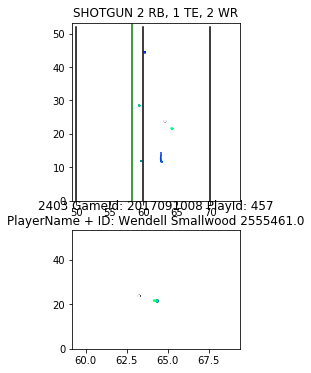 SHOTGUN 2 RB, 1 TE, 2 WR
50
40
30
20
10
0
50 55 60 65 70
2403 GameId: 2017091008 PlayId: 457
PlayerName + ID: Wendell Smallwood 2555461.0
40
20
0
60.0 62.5 65.0 67.5